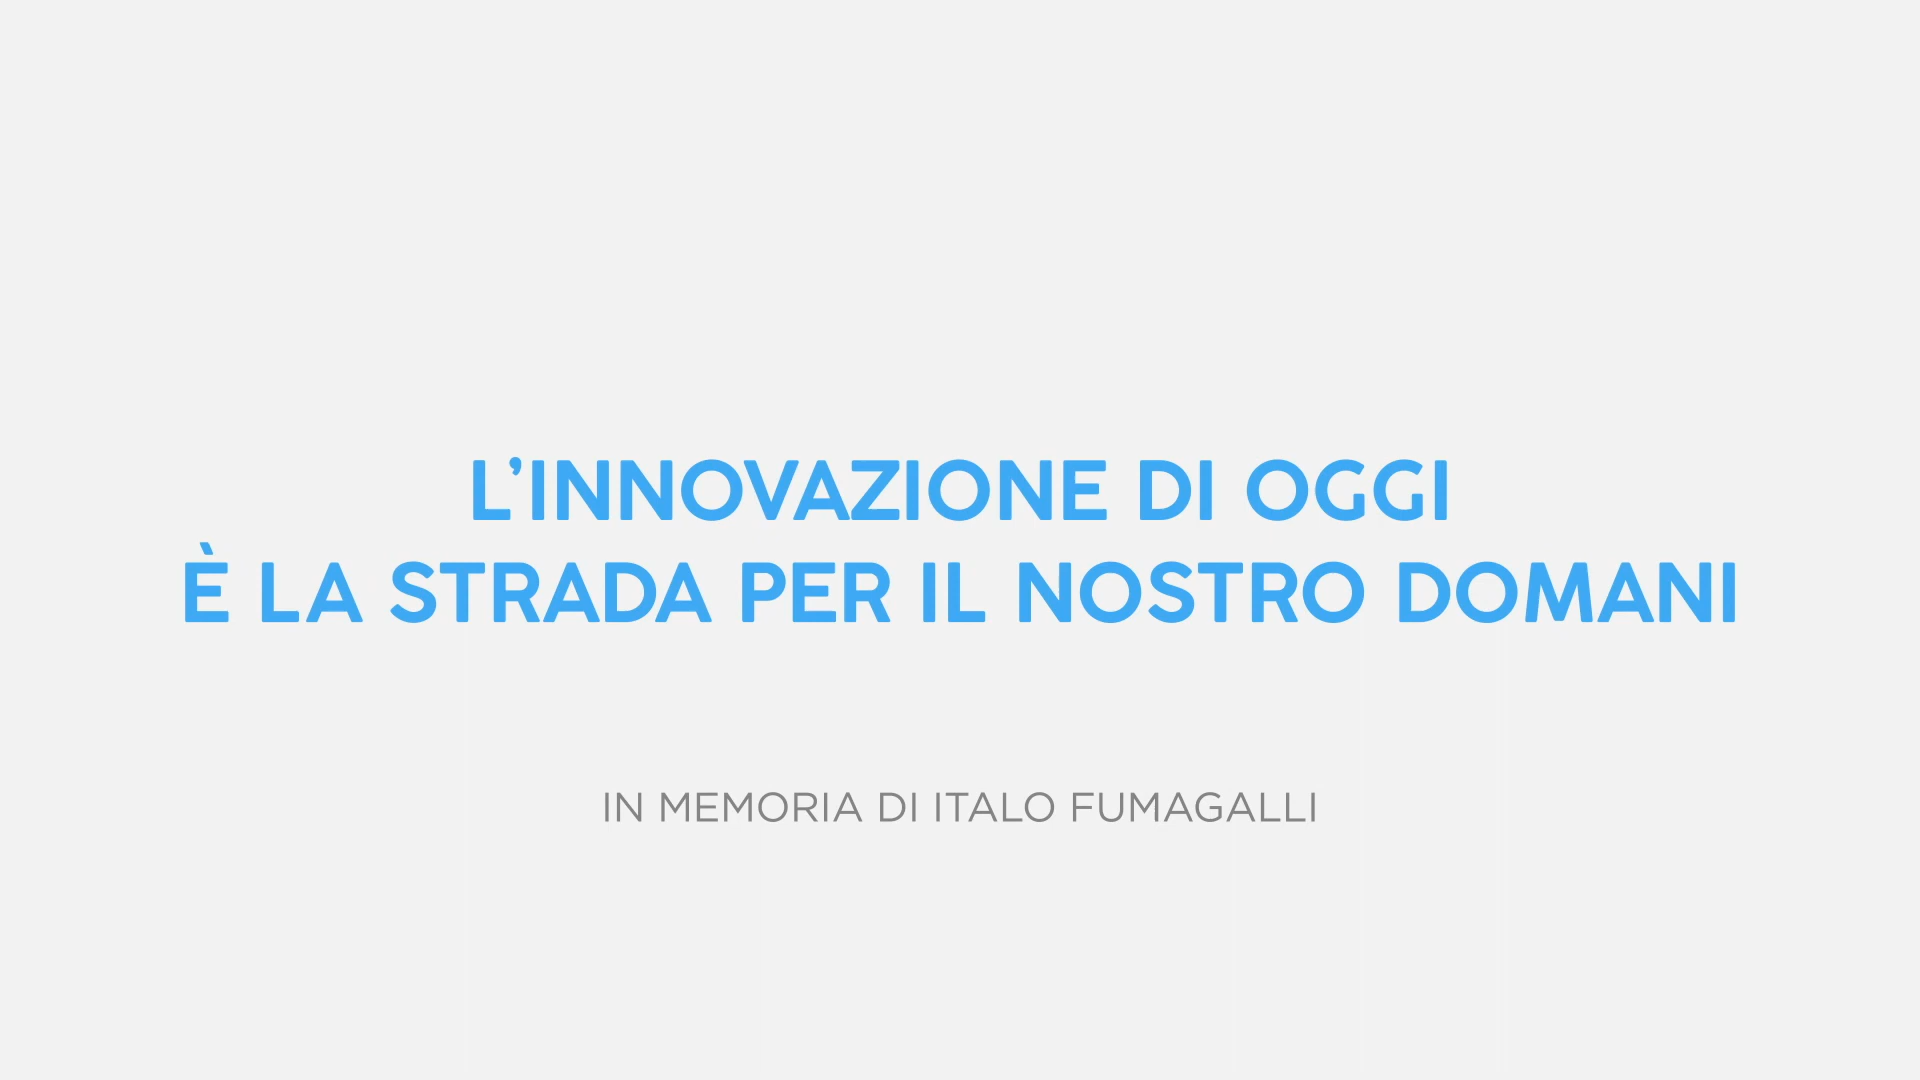 L’INNOVAZIONE DI OGGI
È LA STRADA PER IL NOSTRO DOMANI
IN MEMORIA DI ITALO FUMAGALLI